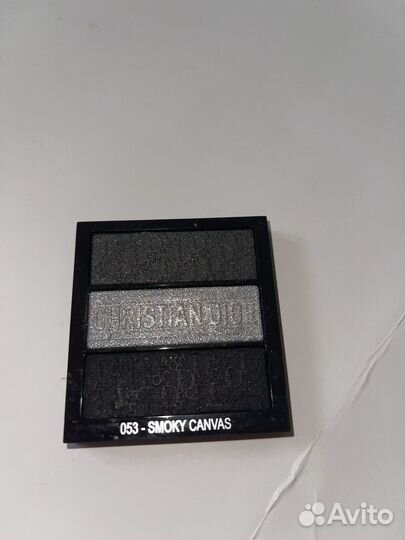 CHRISTIAN DIOR
053 - SMOKY CANVAS
Avito